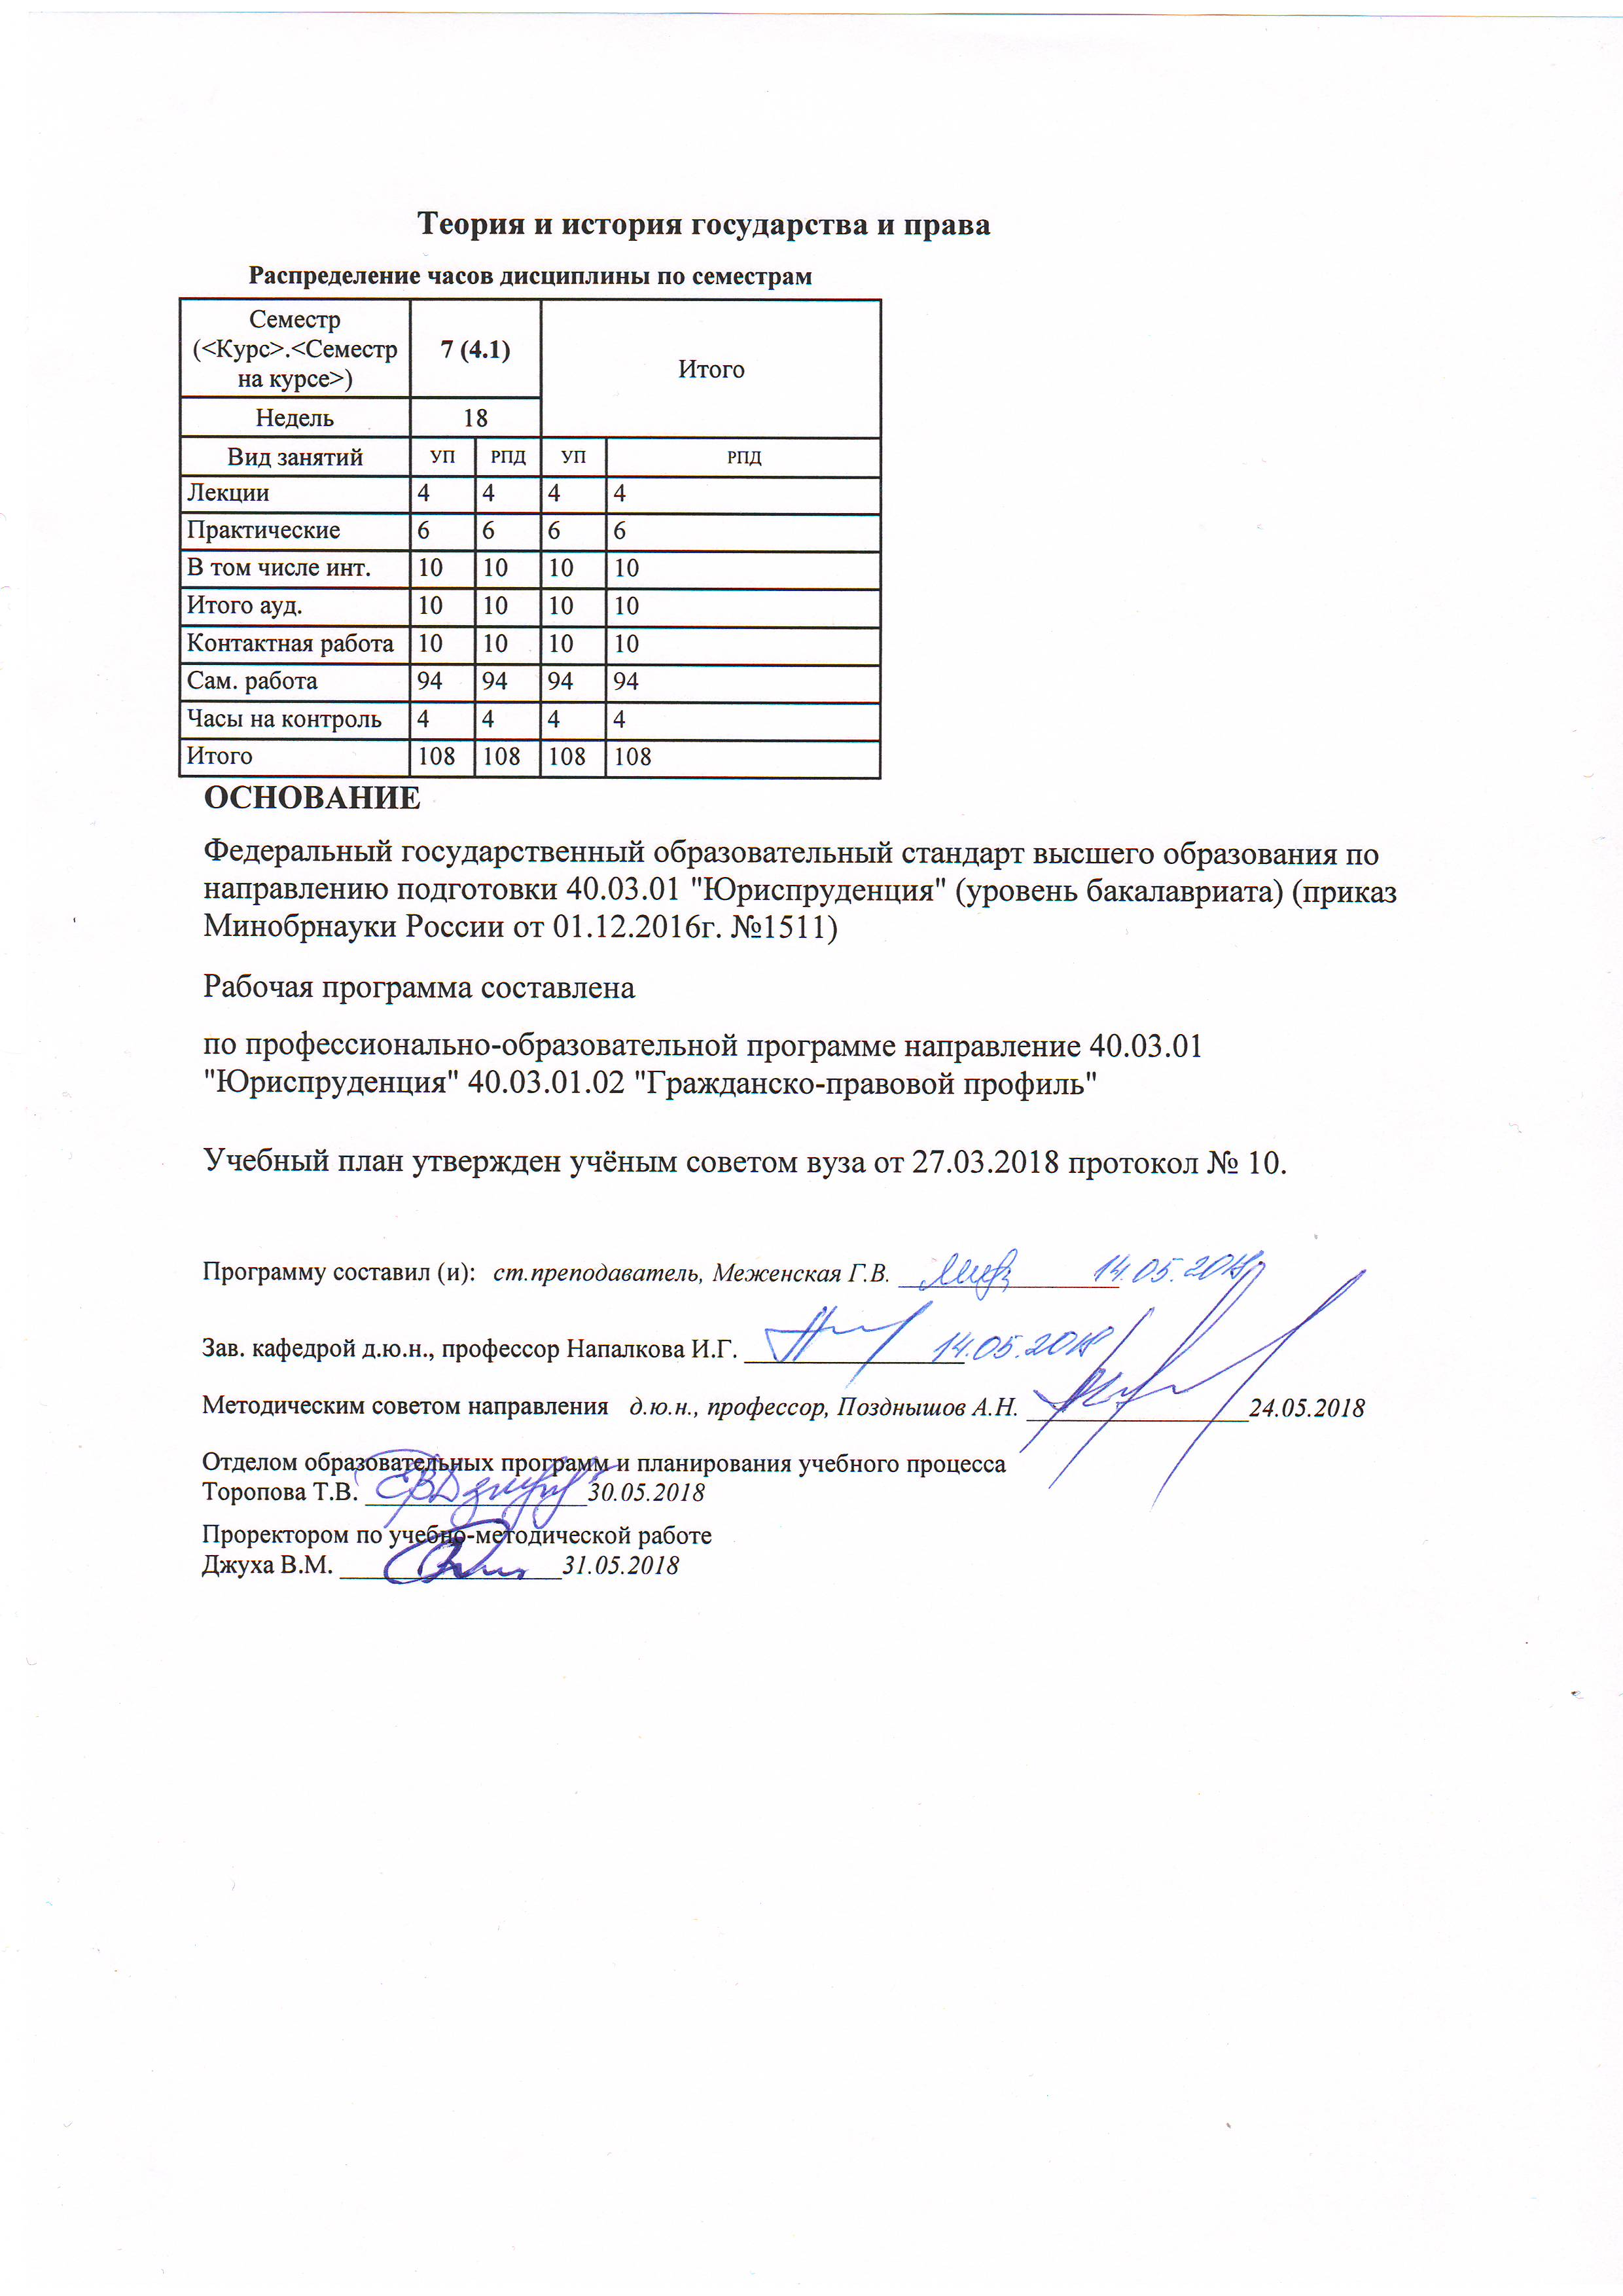 Теория и история государства и права
Распределение часов дисциплины по семестрам
Семестр
(<Курс>.<Семестр
на курсе>)
7 (4.1)
Итого
Недель 18
Вид занятий УП РПД УП РПД
Лекции 4 4 4 4
Практические 6 6 6 6
В том числе инт. 10 10 10 10
Итого ауд. 10 10 10 10
Контактная работа 10 10 10 10
Сам. работа 94 94 94 94
Часы на контроль 4 4 4 4
Итого 108 108 108 108
ОСНОВАНИЕ
Федеральный государственный образовательный стандарт высшего образования по
направлению подготовки 40.03.01 "Юриспруденция" (уровень бакалавриата) (приказ
Минобрнауки России от 01.12.2016г. №1511)
Рабочая программа составлена
по профессионально-образовательной программе направление 40.03.01
"Юриспруденция" 40.03.01.02 "Гражданско-правовой профиль"
Учебный план утвержден учёным советом вуза от 27.03.2018 протокол № 10.
Программу составил (и): ст.преподаватель, Меженская Г.В. 14.05.2018
Зав. кафедрой д.ю.н., профессор Напалкова И.Г. 14.05.2018
Методическим советом направления д.ю.н., профессор, Позднышов А.Н. 24.05.2018
Отделом образовательных программ и планирования учебного процесса
Торопова Т.В. 30.05.2018
Проректором по учебно-методической работе
Джуха В.М. 31.05.2018